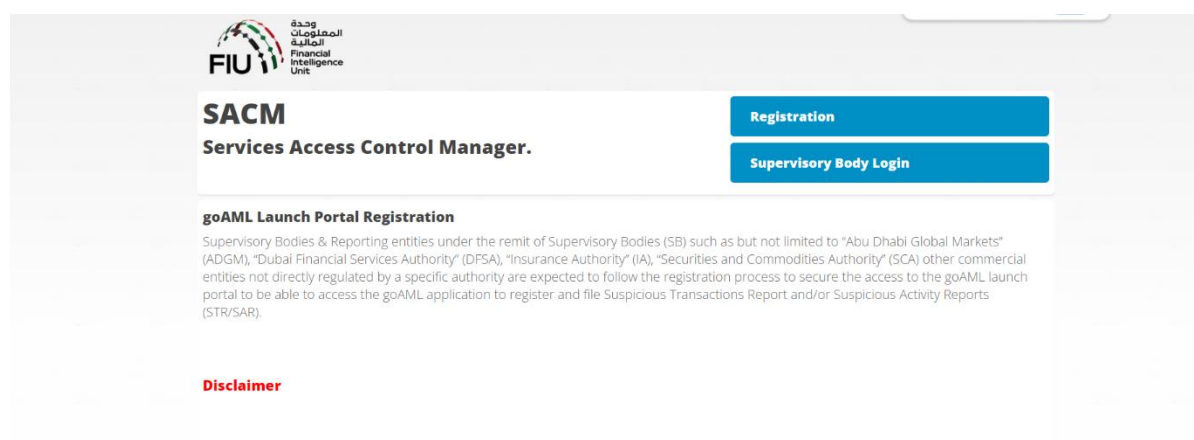 وحدة
المعلومات
المالية
Financial
Intelligence
Unit
FIU
SACM
Services Access Control Manager.
Registration
Supervisory Body Login
goAML Launch Portal Registration
Supervisory Bodies & Reporting entities under the remit of Supervisory Bodies (SB) such as but not limited to “Abu Dhabi Global Markets”
(ADGM), “Dubai Financial Services Authority” (DFSA), “Insurance Authority” (IA), “Securities and Commodities Authority” (SCA) other commercial
entities not directly regulated by a specific authority are expected to follow the registration process to secure the access to the goAML launch
portal to be able to access the goAML application to register and file Suspicious Transactions Report and/or Suspicious Activity Reports
(STR/SAR).
Disclaimer